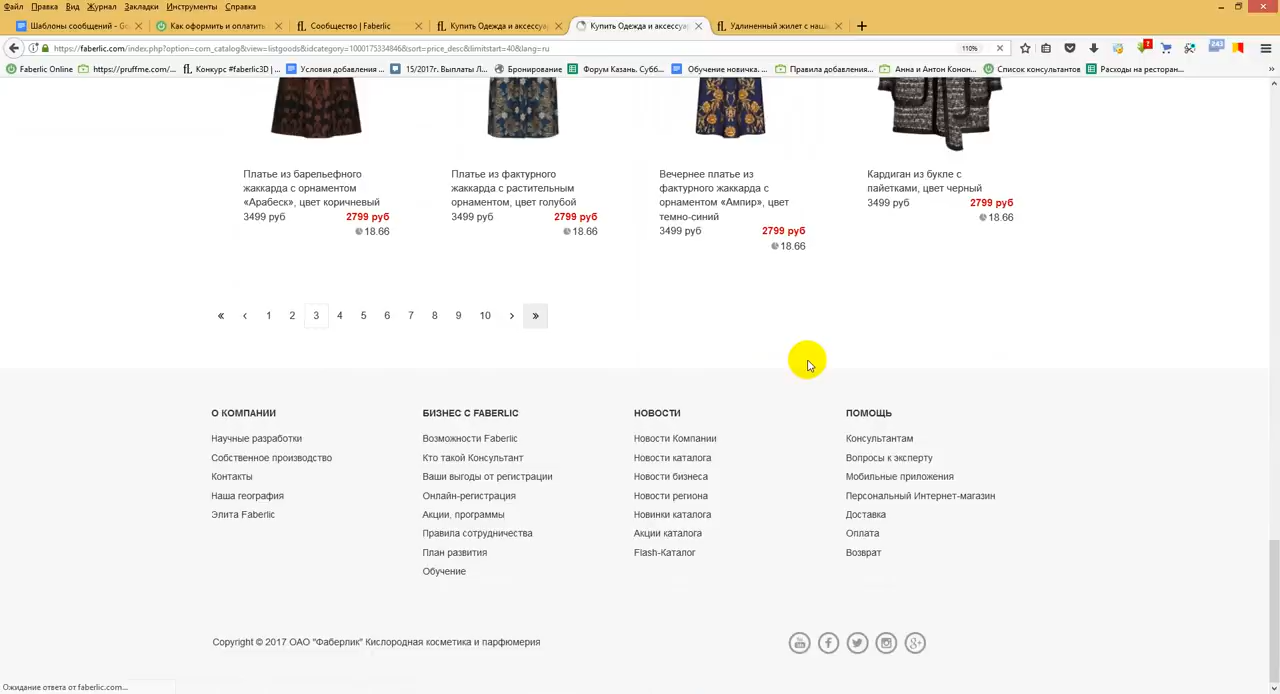 Файл Правка Вид Журнал Закладки Инструменты Справка
Шаблоны сообщений - Go
Как оформить и оплатить
Сообщество | Faberlic
Купить Одежда и аксессуа
Купить Одежда и аксессуа
Удлиненный жилет с наш
https://faberlic.com/index.php?option=com_catalog&view=listgoods&idcategory=1000175334846&sort=price_desc&limitstart=40&lang=ru
110%
7
243
Faberlic Online
https://pruffme.com/...
Конкурс #faberlic3D | ...
Условия добавления ...
15/2017г. Выплаты Л...
Бронирование
Форум Казань. Субб...
Обучение новичка. ...
Правила добавления...
Анна и Антон Конон...
Список консультантов
Расходы на ресторан...
Платье из барельефного
жаккарда с орнаментом
«Арабеск», цвет коричневый
3499 руб 2799 руб
18.66
Платье из фактурного
жаккарда с растительным
орнаментом, цвет голубой
3499 руб 2799 руб
18.66
Вечернее платье из
фактурного жаккарда с
орнаментом «Ампир», цвет
темно-синий
3499 руб 2799 руб
18.66
Кардиган из букле с
пайетками, цвет черный
3499 руб 2799 руб
18.66
« ‹ 1 2 3 4 5 6 7 8 9 10 › »
О КОМПАНИИ
Научные разработки
Собственное производство
Контакты
Наша география
Элита Faberlic
БИЗНЕС С FABERLIC
Возможности Faberlic
Кто такой Консультант
Ваши выгоды от регистрации
Онлайн-регистрация
Акции, программы
Правила сотрудничества
План развития
Обучение
НОВОСТИ
Новости Компании
Новости каталога
Новости бизнеса
Новости региона
Новинки каталога
Акции каталога
Flash-Каталог
ПОМОЩЬ
Консультантам
Вопросы к эксперту
Мобильные приложения
Персональный Интернет-магазин
Доставка
Оплата
Возврат
Copyright © 2017 ОАО "Фаберлик" Кислородная косметика и парфюмерия
Ожидание ответа от faberlic.com...